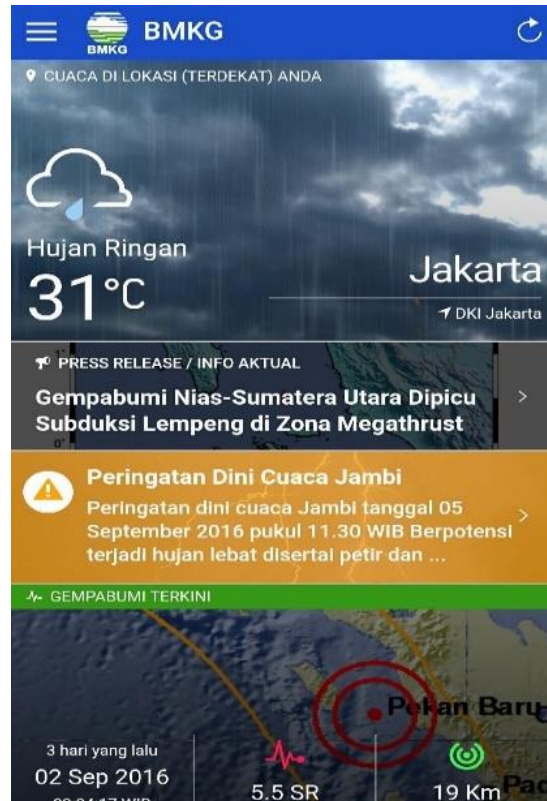 BMKG
BMKG
CUACA DI LOKASI (TERDEKAT) ANDA
Hujan Ringan
31°C
Jakarta
DKI Jakarta
PRESS RELEASE / INFO AKTUAL
1°
Gempabumi Nias-Sumatera Utara Dipicu
Subduksi Lempeng di Zona Megathrust
0°
Peringatan Dini Cuaca Jambi
Peringatan dini cuaca Jambi tanggal 05
September 2016 pukul 11.30 WIB Berpotensi
terjadi hujan lebat disertai petir dan ...
GEMPABUMI TERKINI
Pekan Baru
3 hari yang lalu
02 Sep 2016
5.5 SR
19 Km
Pad